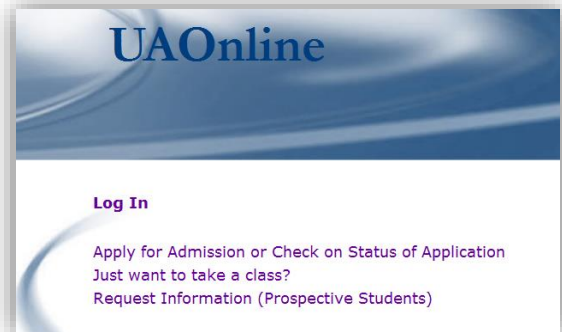 UAOnline
Log In
Apply for Admission or Check on Status of Application
Just want to take a class?
Request Information (Prospective Students)